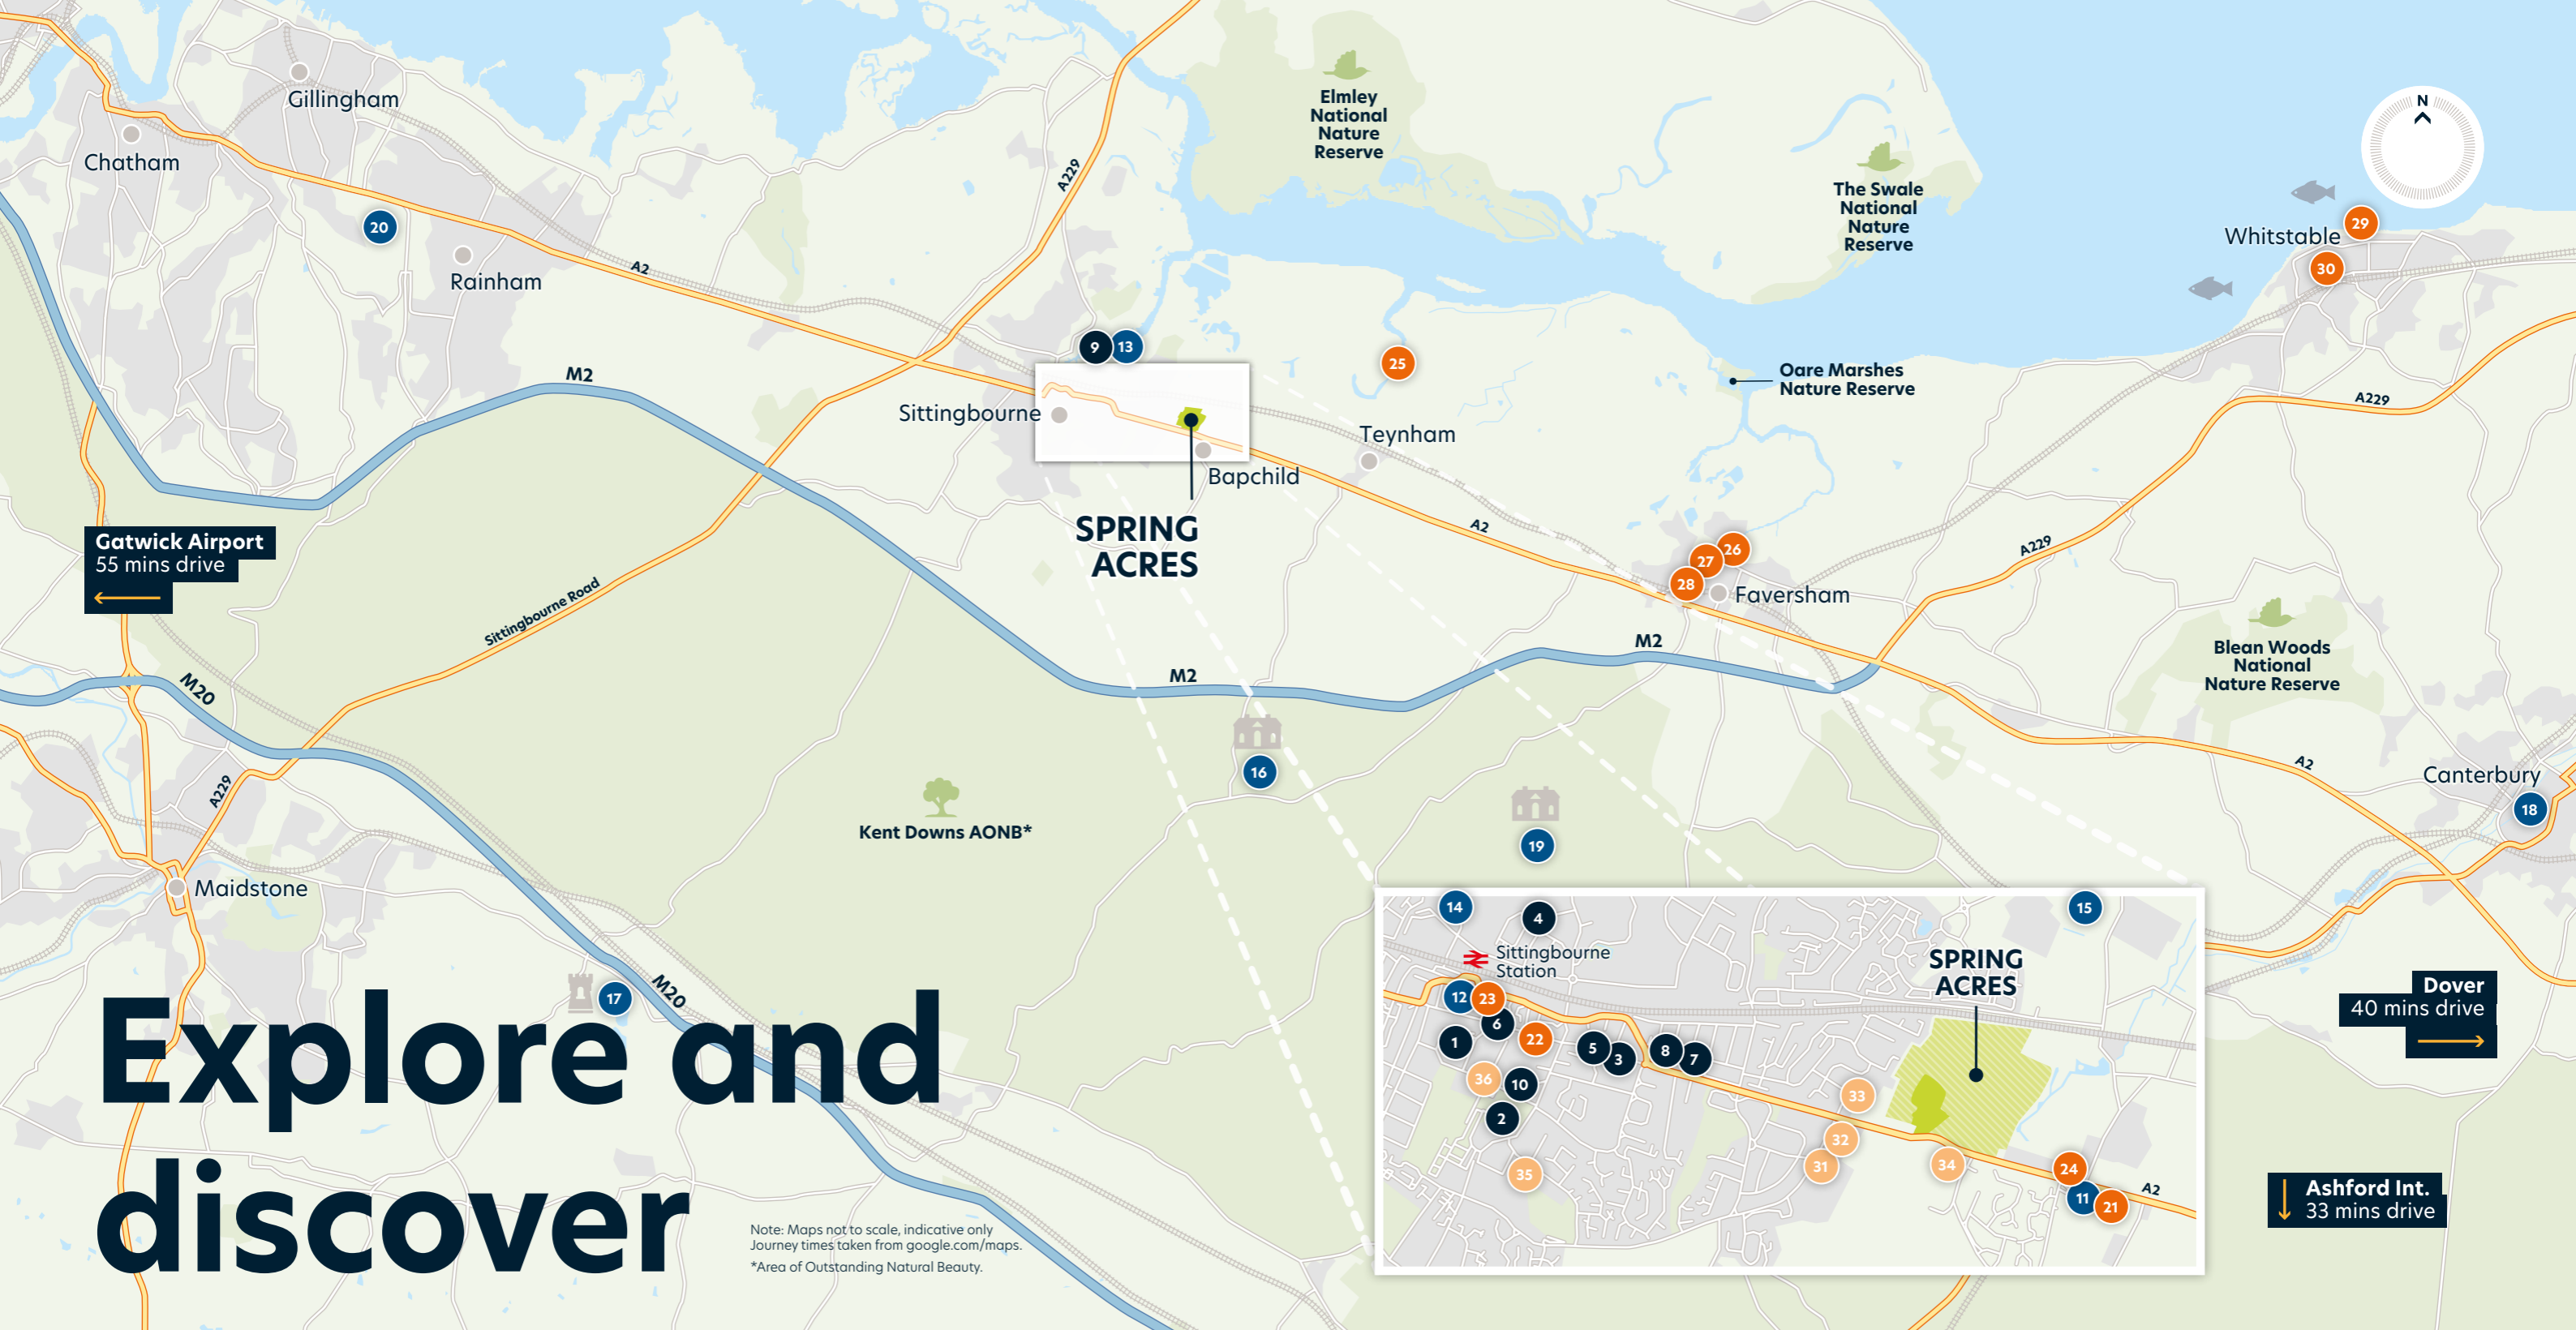 Gillingham
Chatham
20
Rainham
A2
A229
Elmley
National
Nature
Reserve
The Swale
National
Nature
Reserve
N
Whitstable
29
30
M2
9
13
Sittingbourne
25
Teynham
Bapchild
Oare Marshes
Nature Reserve
A229
SPRING
ACRES
A2
26
27
28
Faversham
A229
Gatwick Airport
55 mins drive
Sittingbourne Road
M20
M2
M2
Blean Woods
National
Nature Reserve
A229
16
Kent Downs AONB*
19
A2
Canterbury
18
Maidstone
17
M20
Explore and
discover
Note: Maps not to scale, indicative only
Journey times taken from google.com/maps.
*Area of Outstanding Natural Beauty.
14
4
15
Sittingbourne
Station
SPRING
ACRES
12
23
6
1
22
5
3
8
7
36
10
2
33
32
31
35
34
24
11
21
A2
Dover
40 mins drive
Ashford Int.
33 mins drive